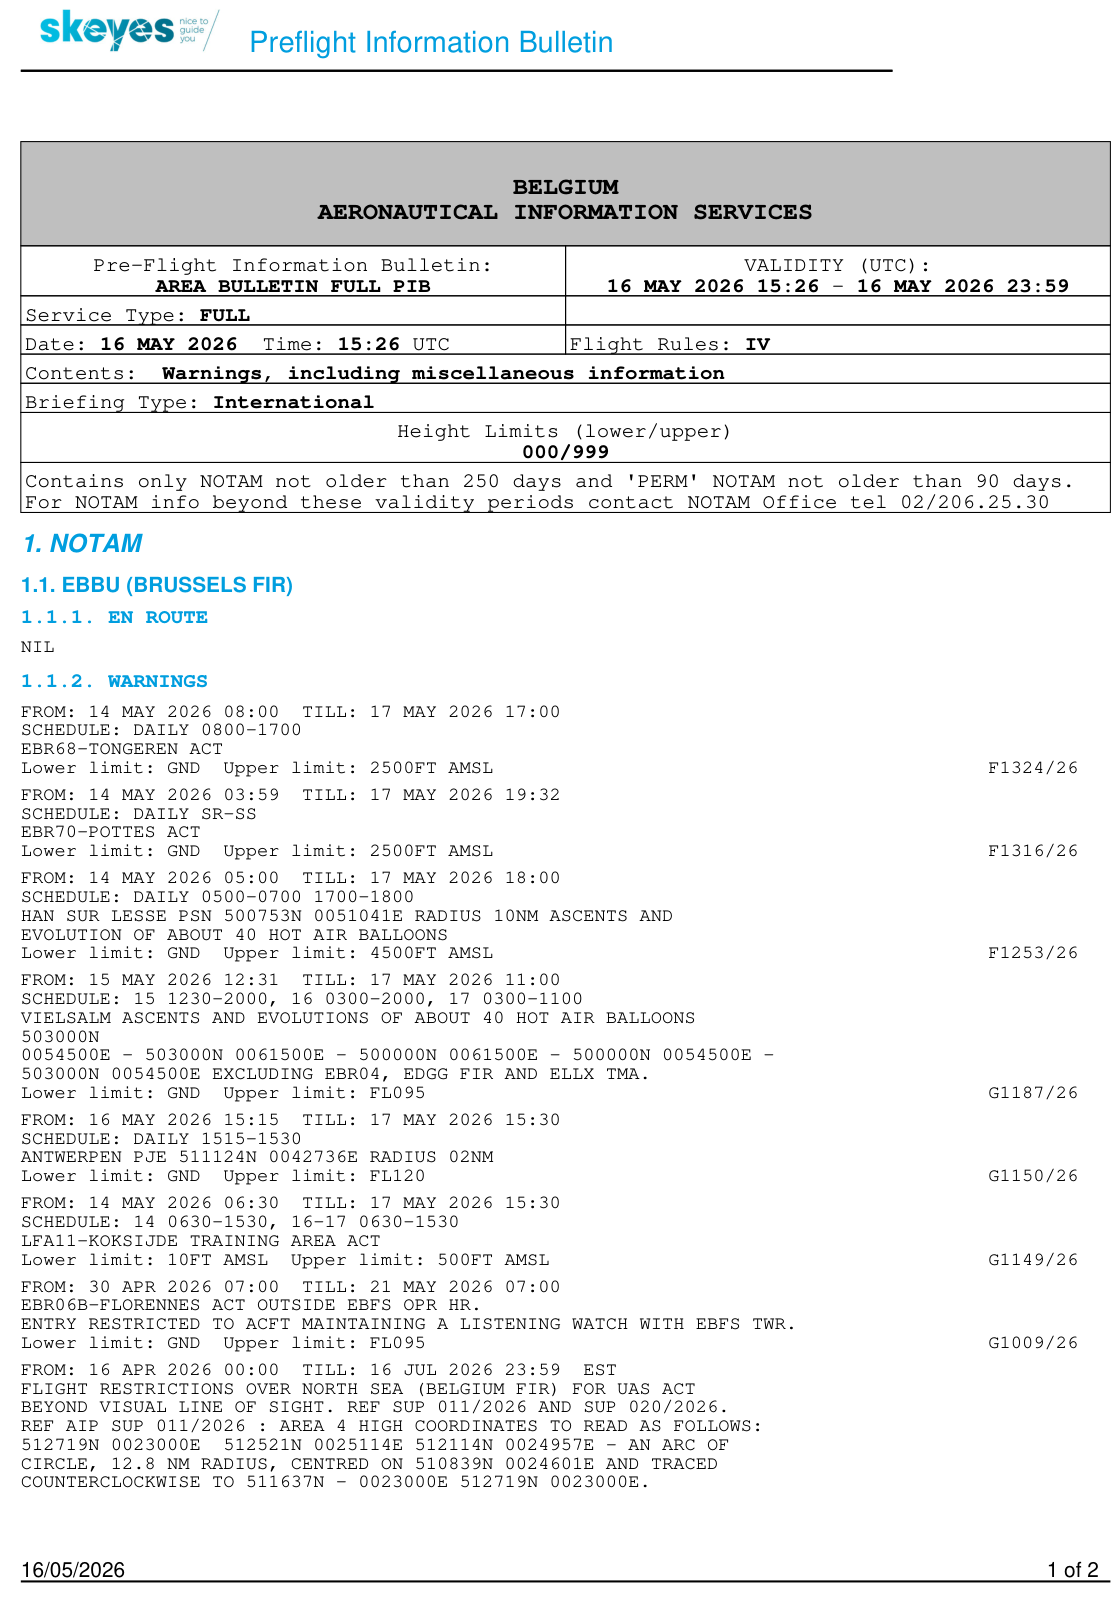 skeyes nice to guide you
Preflight Information Bulletin
BELGIUM
AERONAUTICAL INFORMATION SERVICES
Pre-Flight Information Bulletin:
AREA BULLETIN FULL PIB
VALIDITY (UTC):
16 MAY 2026 15:26 - 16 MAY 2026 23:59
Service Type: FULL
Date: 16 MAY 2026  Time: 15:26 UTC
Flight Rules: IV
Contents:  Warnings, including miscellaneous information
Briefing Type: International
Height Limits (lower/upper)
000/999
Contains only NOTAM not older than 250 days and 'PERM' NOTAM not older than 90 days.
For NOTAM info beyond these validity periods contact NOTAM Office tel 02/206.25.30
1. NOTAM
1.1. EBBU (BRUSSELS FIR)
1.1.1. EN ROUTE
NIL
1.1.2. WARNINGS
FROM: 14 MAY 2026 08:00  TILL: 17 MAY 2026 17:00
SCHEDULE: DAILY 0800-1700
EBR68-TONGEREN ACT
Lower limit: GND  Upper limit: 2500FT AMSL F1324/26
FROM: 14 MAY 2026 03:59  TILL: 17 MAY 2026 19:32
SCHEDULE: DAILY SR-SS
EBR70-POTTES ACT
Lower limit: GND  Upper limit: 2500FT AMSL F1316/26
FROM: 14 MAY 2026 05:00  TILL: 17 MAY 2026 18:00
SCHEDULE: DAILY 0500-0700 1700-1800
HAN SUR LESSE PSN 500753N 0051041E RADIUS 10NM ASCENTS AND
EVOLUTION OF ABOUT 40 HOT AIR BALLOONS
Lower limit: GND  Upper limit: 4500FT AMSL F1253/26
FROM: 15 MAY 2026 12:31  TILL: 17 MAY 2026 11:00
SCHEDULE: 15 1230-2000, 16 0300-2000, 17 0300-1100
VIELSALM ASCENTS AND EVOLUTIONS OF ABOUT 40 HOT AIR BALLOONS
503000N
0054500E - 503000N 0061500E - 500000N 0061500E - 500000N 0054500E -
503000N 0054500E EXCLUDING EBR04, EDGG FIR AND ELLX TMA.
Lower limit: GND  Upper limit: FL095 G1187/26
FROM: 16 MAY 2026 15:15  TILL: 17 MAY 2026 15:30
SCHEDULE: DAILY 1515-1530
ANTWERPEN PJE 511124N 0042736E RADIUS 02NM
Lower limit: GND  Upper limit: FL120 G1150/26
FROM: 14 MAY 2026 06:30  TILL: 17 MAY 2026 15:30
SCHEDULE: 14 0630-1530, 16-17 0630-1530
LFA11-KOKSIJDE TRAINING AREA ACT
Lower limit: 10FT AMSL  Upper limit: 500FT AMSL G1149/26
FROM: 30 APR 2026 07:00  TILL: 21 MAY 2026 07:00
EBR06B-FLORENNES ACT OUTSIDE EBFS OPR HR.
ENTRY RESTRICTED TO ACFT MAINTAINING A LISTENING WATCH WITH EBFS TWR.
Lower limit: GND  Upper limit: FL095 G1009/26
FROM: 16 APR 2026 00:00  TILL: 16 JUL 2026 23:59  EST
FLIGHT RESTRICTIONS OVER NORTH SEA (BELGIUM FIR) FOR UAS ACT
BEYOND VISUAL LINE OF SIGHT. REF SUP 011/2026 AND SUP 020/2026.
REF AIP SUP 011/2026 : AREA 4 HIGH COORDINATES TO READ AS FOLLOWS:
512719N 0023000E  512521N 0025114E 512114N 0024957E - AN ARC OF
CIRCLE, 12.8 NM RADIUS, CENTRED ON 510839N 0024601E AND TRACED
COUNTERCLOCKWISE TO 511637N - 0023000E 512719N 0023000E.
16/05/2026
1 of 2